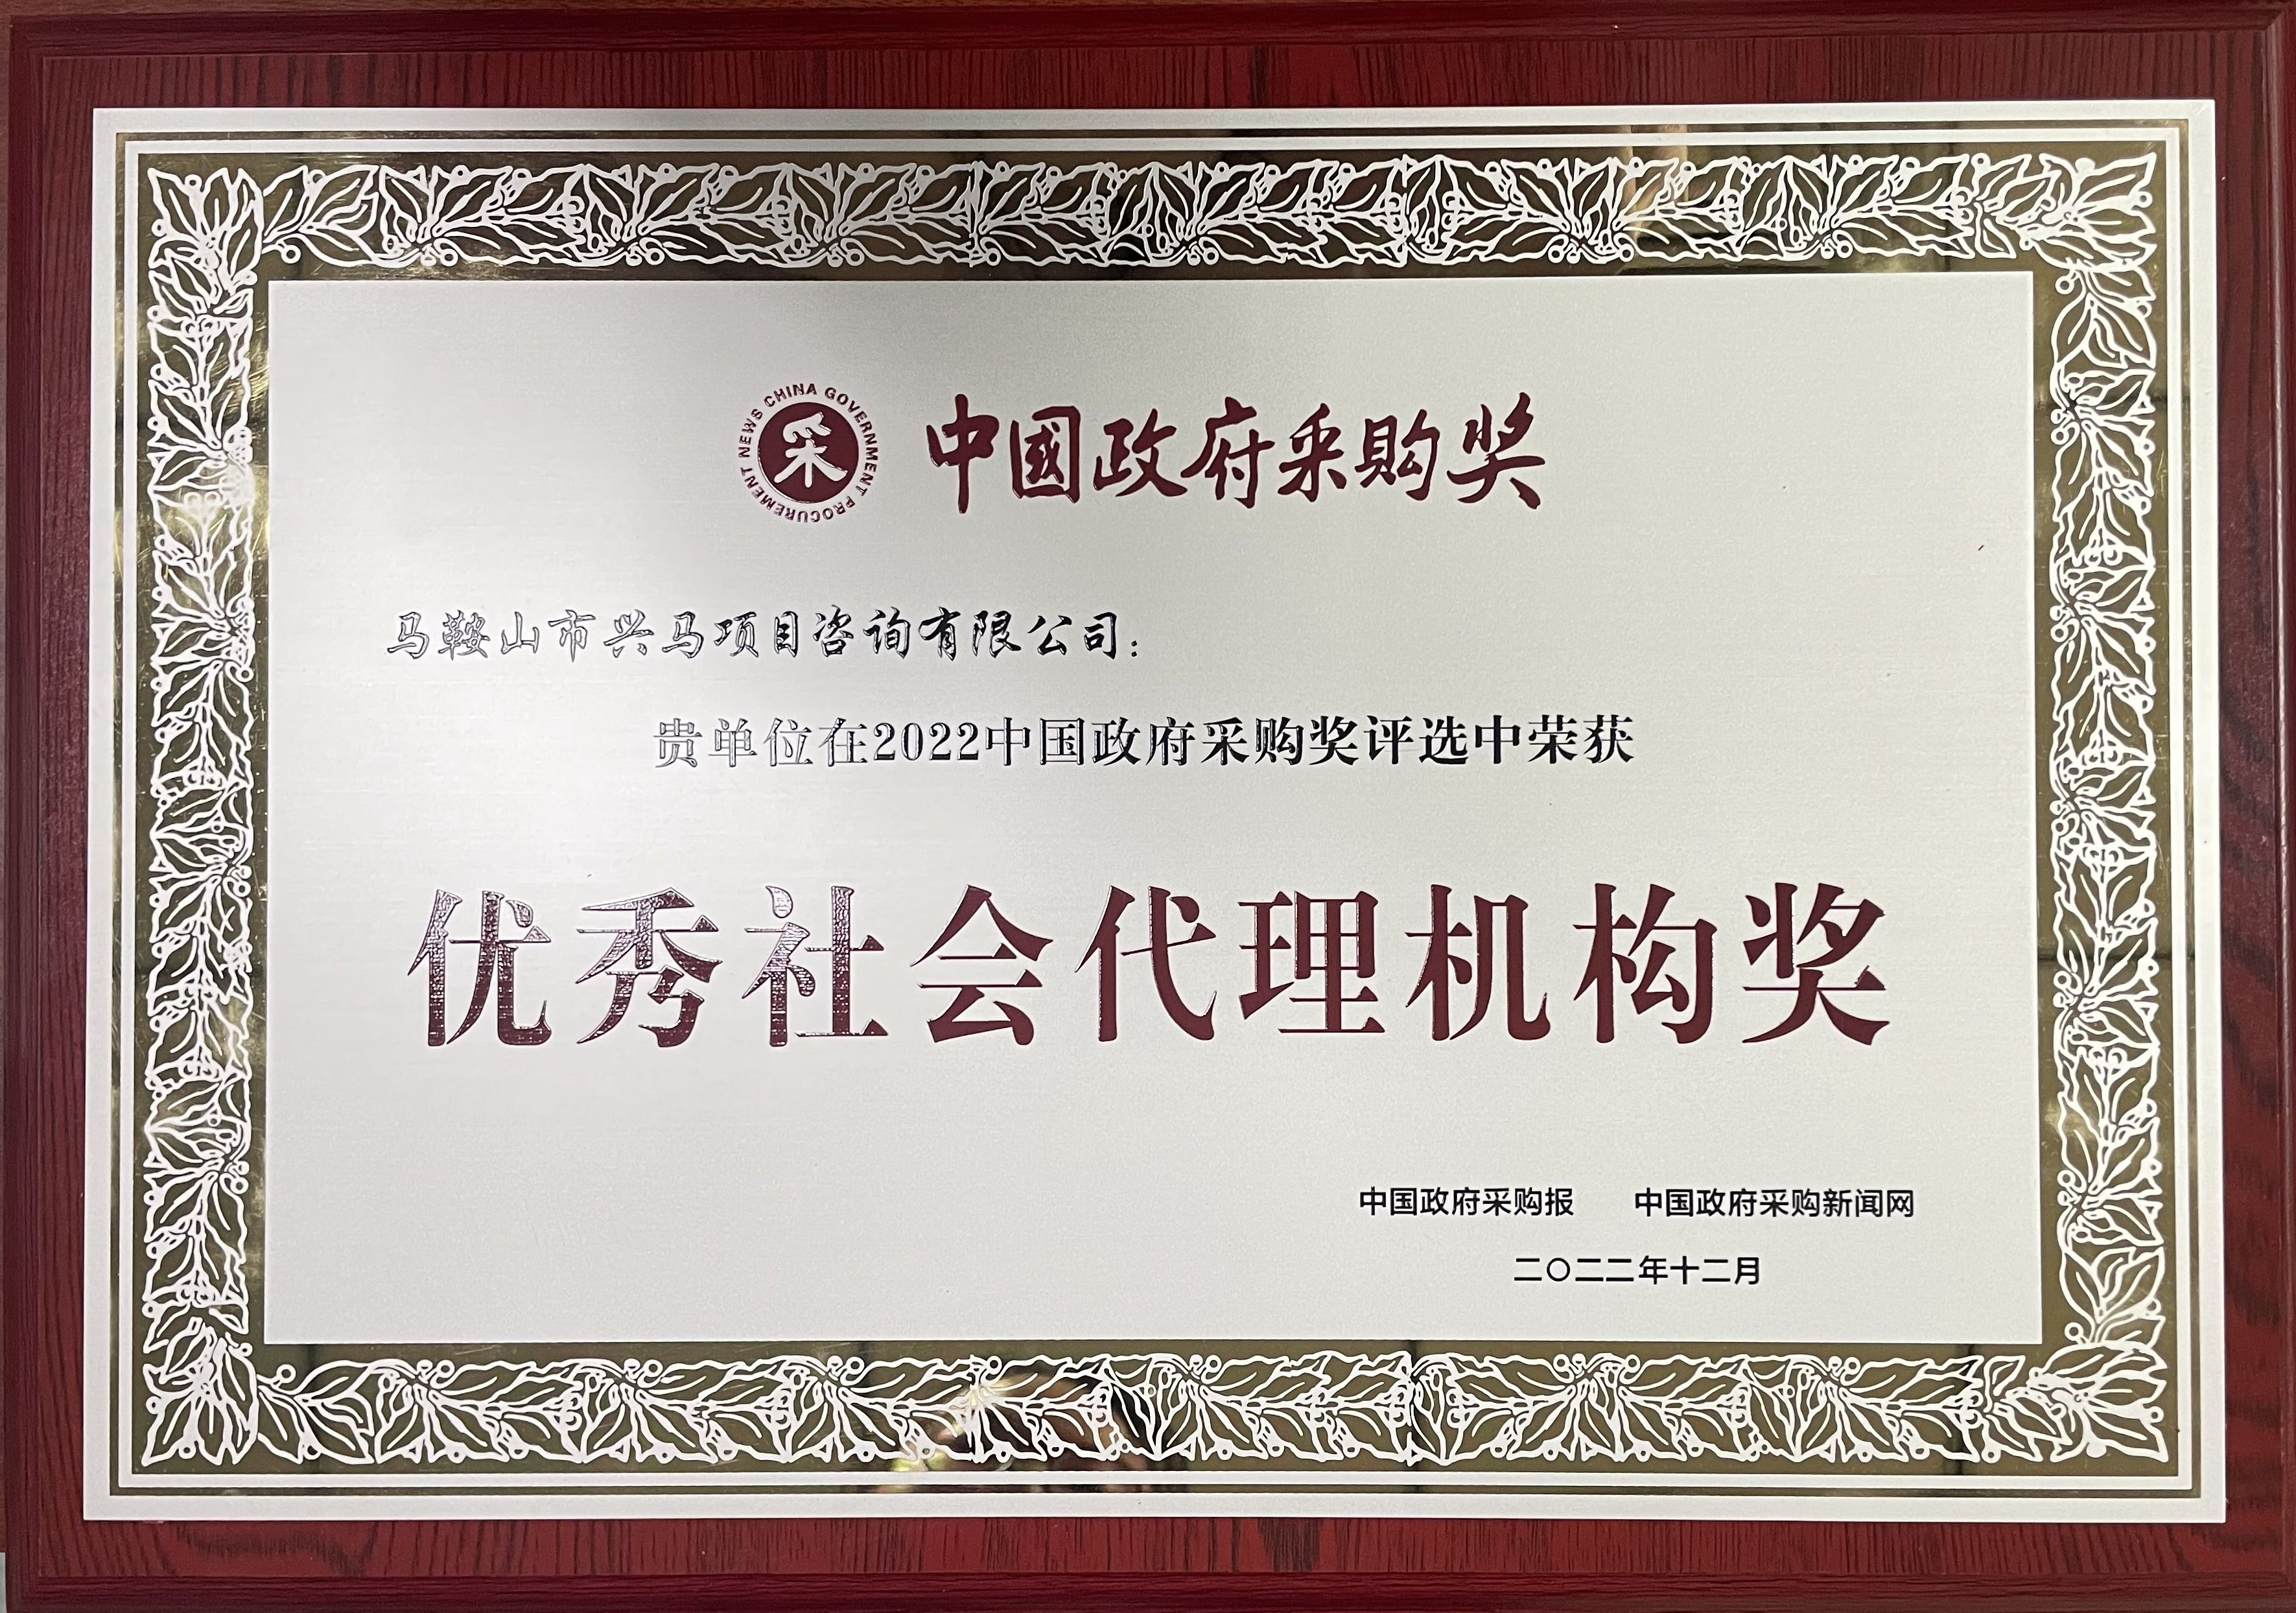 CHINA GOVERNMENT PROCUREMENT NEWS
采
中國政府采購奖
马鞍山市兴马项目咨询有限公司：
贵单位在2022中国政府采购奖评选中荣获
优秀社会代理机构奖
中国政府采购报 中国政府采购新闻网
二〇二二年十二月